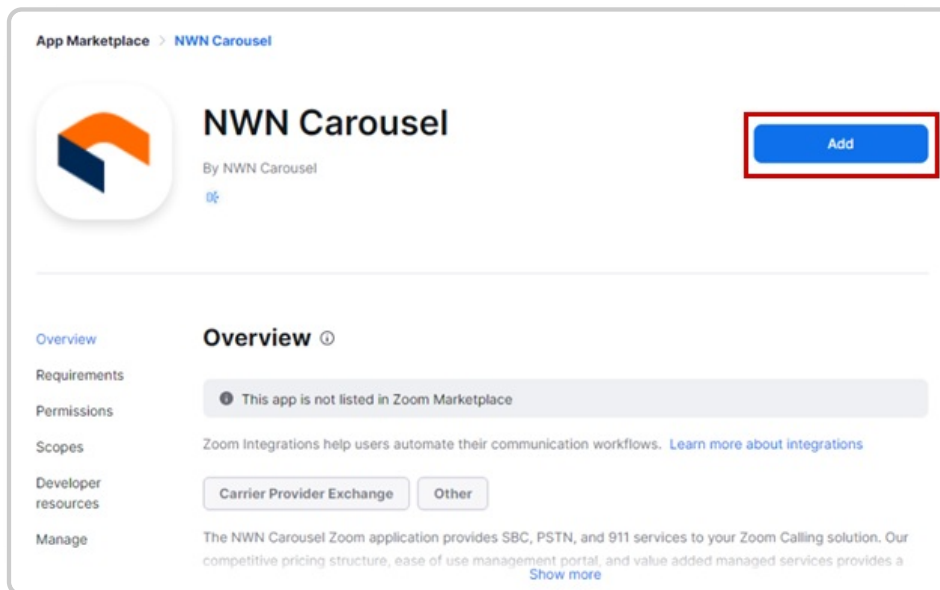 App Marketplace > NWN Carousel
NWN Carousel
Add
By NWN Carousel
Overview
Requirements
Permissions
Scopes
Developer
resources
Manage
Overview
This app is not listed in Zoom Marketplace
Zoom Integrations help users automate their communication workflows. Learn more about integrations
Carrier Provider Exchange
Other
The NWN Carousel Zoom application provides SBC, PSTN, and 911 services to your Zoom Calling solution. Our
competitive pricing structure, ease of use management portal, and value added managed services provides a
Show more